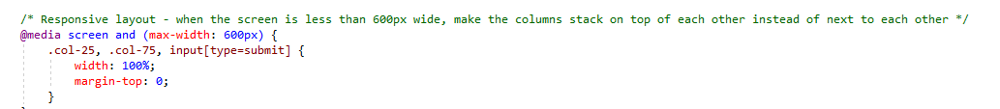 /* Responsive layout - when the screen is less than 600px wide, make the columns stack on top of each other instead of next to each other */
@media screen and (max-width: 600px) {
    .col-25, .col-75, input[type=submit] {
        width: 100%;
        margin-top: 0;
    }